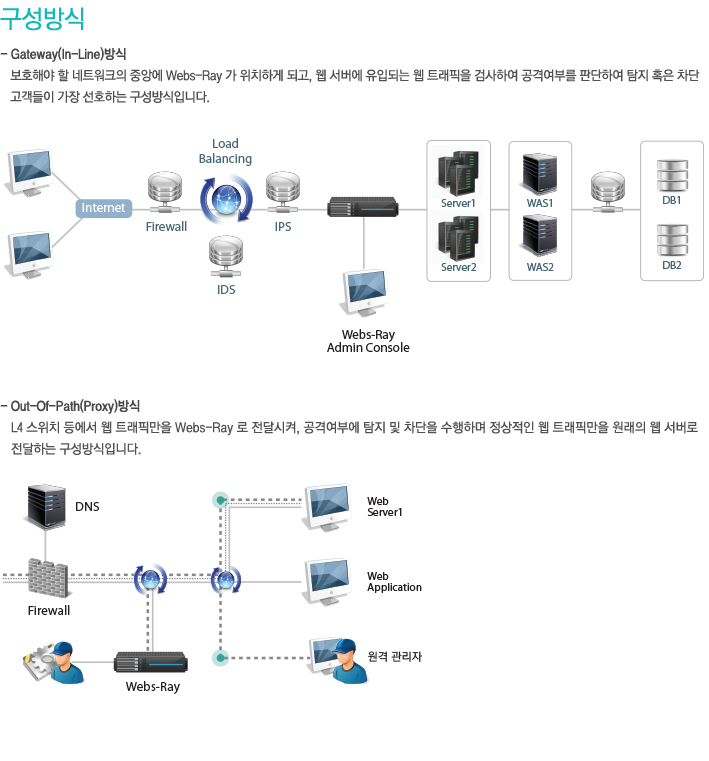 구성방식
- Gateway(In-Line)방식
보호해야 할 네트워크의 중앙에 Webs-Ray 가 위치하게 되고, 웹 서버에 유입되는 웹 트래픽을 검사하여 공격여부를 판단하여 탐지 혹은 차단
고객들이 가장 선호하는 구성방식입니다.
Load
Balancing
Internet
Firewall
IPS
IDS
Server1
Server2
WAS1
WAS2
DB1
DB2
Webs-Ray
Admin Console
- Out-Of-Path(Proxy)방식
L4 스위치 등에서 웹 트래픽만을 Webs-Ray 로 전달시켜, 공격여부에 탐지 및 차단을 수행하며 정상적인 웹 트래픽만을 원래의 웹 서버로
전달하는 구성방식입니다.
DNS
Web
Server1
Web
Application
Firewall
원격 관리자
Webs-Ray